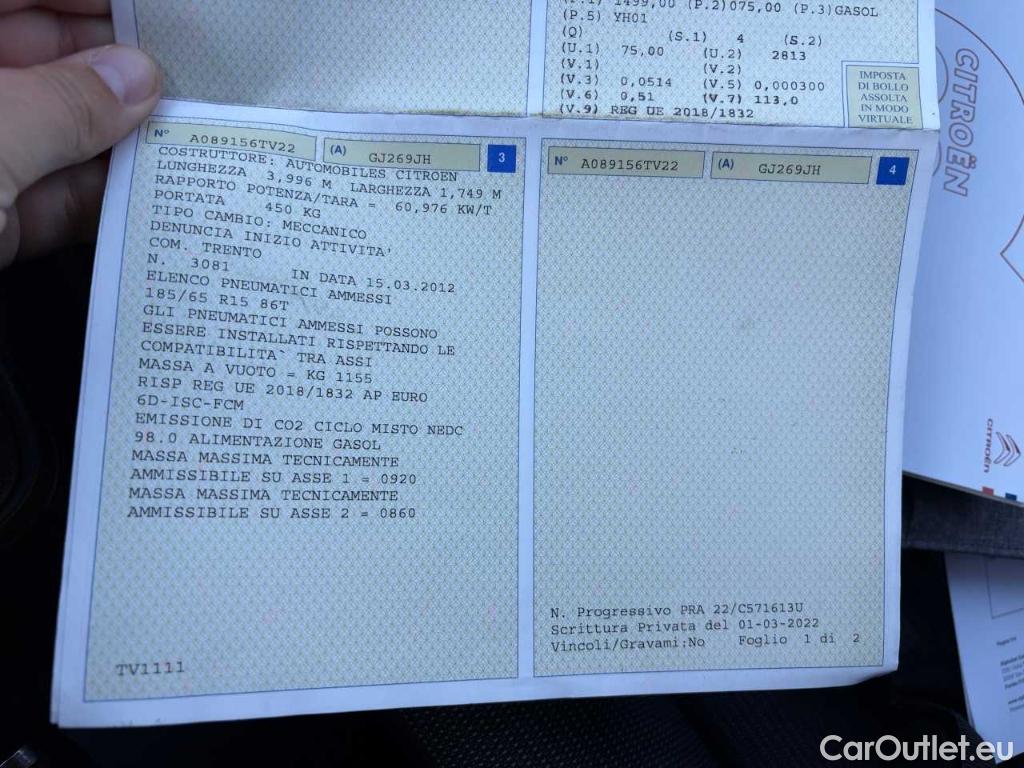 1499,00 (P.2) 075,00 (P.3) GASOL
(P.5) YH01
(Q) (S.1) 4 (S.2)
(U.1) 75,00 (U.2) 2813
(V.1) (V.2)
(V.3) 0,0514 (V.5) 0,000300
(V.6) 0,51 (V.7) 113,0
(V.9) REG UE 2018/1832
IMPOSTA
DI BOLLO
ASSOLTA
IN MODO
VIRTUALE
N° A089156TV22 (A) GJ269JH 3
COSTRUTTORE: AUTOMOBILES CITROEN
LUNGHEZZA 3,996 M LARGHEZZA 1,749 M
RAPPORTO POTENZA/TARA = 60,976 KW/T
PORTATA 450 KG
TIPO CAMBIO: MECCANICO
DENUNCIA INIZIO ATTIVITA'
COM. TRENTO
N. 3081 IN DATA 15.03.2012
ELENCO PNEUMATICI AMMESSI
185/65 R15 86T
GLI PNEUMATICI AMMESSI POSSONO
ESSERE INSTALLATI RISPETTANDO LE
COMPATIBILITA` TRA ASSI
MASSA A VUOTO = KG 1155
RISP REG UE 2018/1832 AP EURO
6D-ISC-FCM
EMISSIONE DI CO2 CICLO MISTO NEDC
98.0 ALIMENTAZIONE GASOL
MASSA MASSIMA TECNICAMENTE
AMMISSIBILE SU ASSE 1 = 0920
MASSA MASSIMA TECNICAMENTE
AMMISSIBILE SU ASSE 2 = 0860
TV1111
N° A089156TV22 (A) GJ269JH 4
N. Progressivo PRA 22/C571613U
Scrittura Privata del 01-03-2022
Vincoli/Gravami:No Foglio 1 di 2
CITROËN
CITROËN
CarOutlet.eu